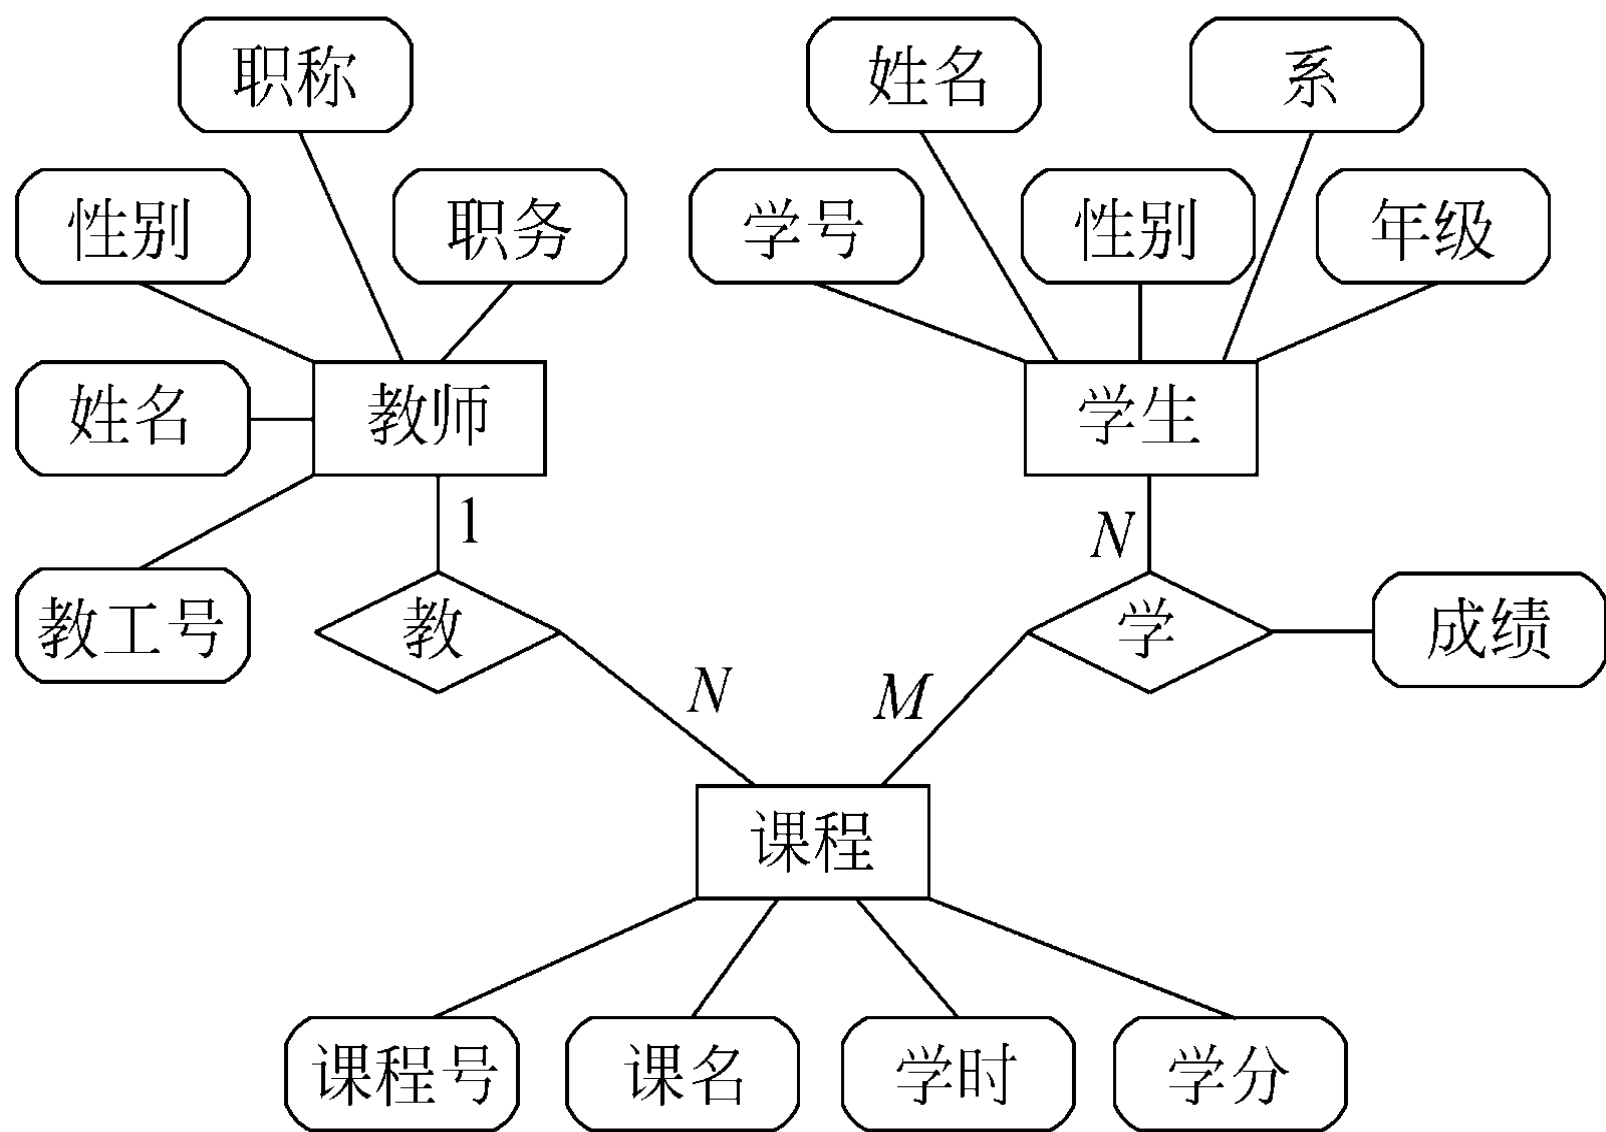 职称
姓名
系
性别
职务
学号
性别
年级
姓名
教师
学生
1
N
教工号
教
学
成绩
N
M
课程
课程号
课名
学时
学分